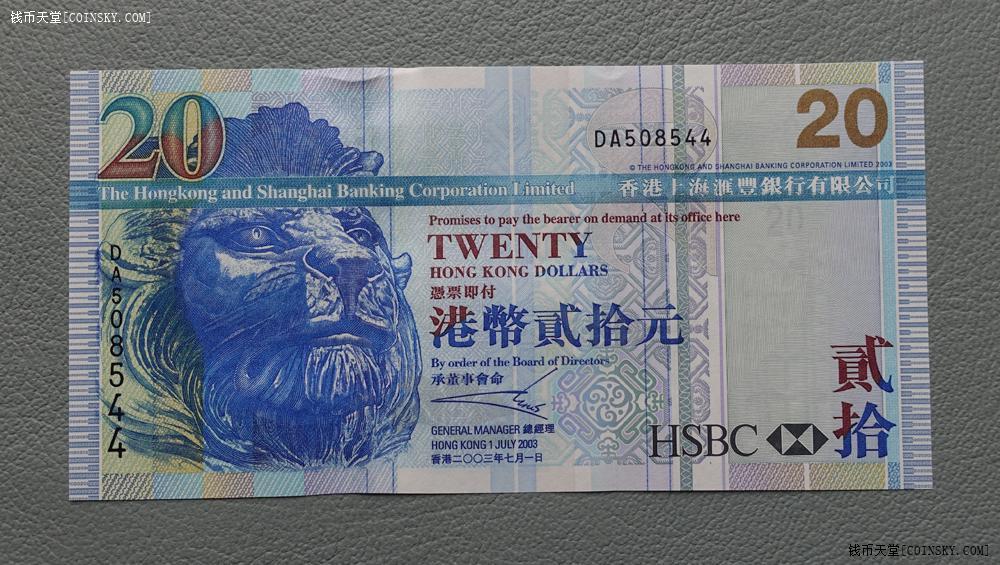 钱币天堂[COINSKY.COM]
20
DA508544
20
© THE HONGKONG AND SHANGHAI BANKING CORPORATION LIMITED 2003
The Hongkong and Shanghai Banking Corporation Limited
香港上海滙豐銀行有限公司
Promises to pay the bearer on demand at its office here
TWENTY
HONG KONG DOLLARS
憑票即付
港幣貳拾元
By order of the Board of Directors
承董事會命
GENERAL MANAGER 總經理
HONG KONG 1 JULY 2003
香港二〇〇三年七月一日
DA508544
20
HSBC
貳拾
钱币天堂[COINSKY.COM]